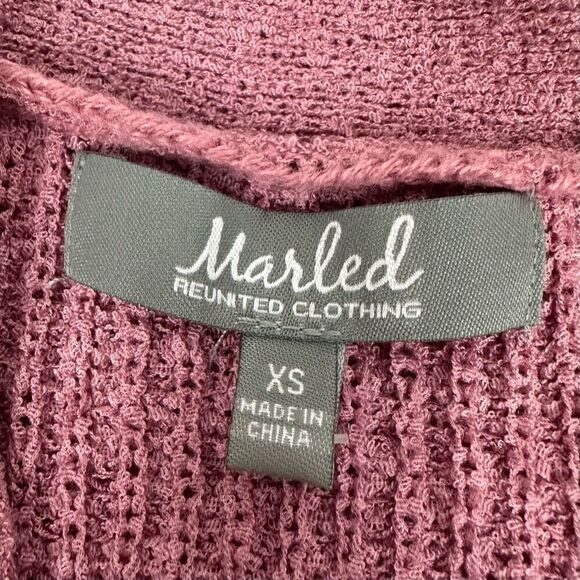 Marled
REUNITED CLOTHING
XS
MADE IN
CHINA